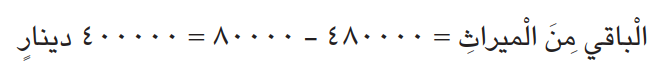 الْباقي مِنَ الْميراثِ = ٤٨٠٠٠٠ – ٨٠٠٠٠ = ٤٠٠٠٠٠ دينارٍ